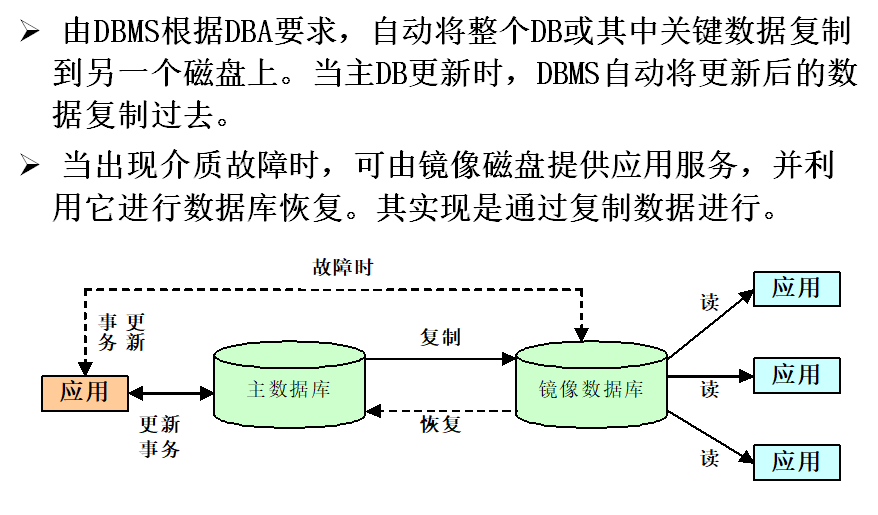 ➢ 由DBMS根据DBA要求，自动将整个DB或其中关键数据复制
到另一个磁盘上。当主DB更新时，DBMS自动将更新后的数
据复制过去。
➢ 当出现介质故障时，可由镜像磁盘提供应用服务，并利
用它进行数据库恢复。其实现是通过复制数据进行。
故障时
应用
读
事 更
务 新
复制
应用
主数据库
镜像数据库
应用
读
更新
事务
恢复
读
应用